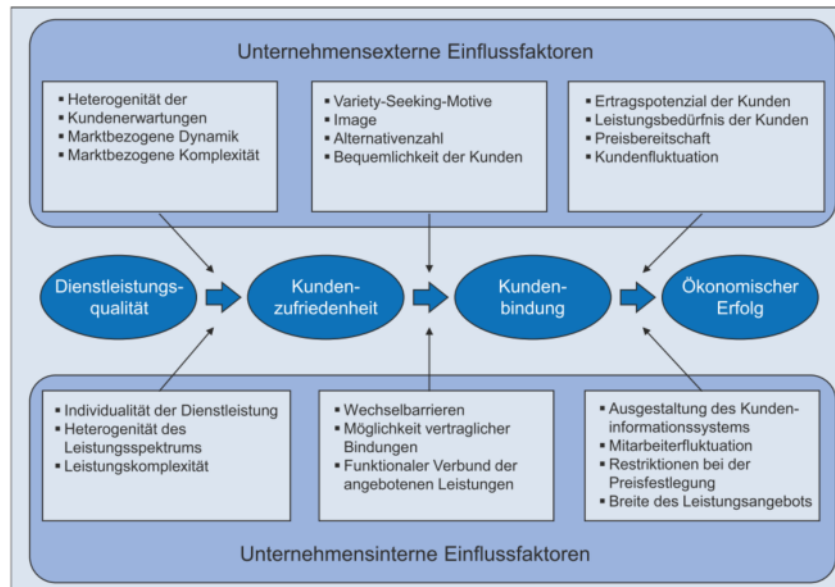 Unternehmensexterne Einflussfaktoren
▪ Heterogenität der
▪ Kundenerwartungen
▪ Marktbezogene Dynamik
▪ Marktbezogene Komplexität
▪ Variety-Seeking-Motive
▪ Image
▪ Alternativenzahl
▪ Bequemlichkeit der Kunden
▪ Ertragspotenzial der Kunden
▪ Leistungsbedürfnis der Kunden
▪ Preisbereitschaft
▪ Kundenfluktuation
Dienstleistungs-
qualität
Kunden-
zufriedenheit
Kunden-
bindung
Ökonomischer
Erfolg
▪ Individualität der Dienstleistung
▪ Heterogenität des
Leistungsspektrums
▪ Leistungskomplexität
▪ Wechselbarrieren
▪ Möglichkeit vertraglicher
Bindungen
▪ Funktionaler Verbund der
angebotenen Leistungen
▪ Ausgestaltung des Kunden-
informationssystems
▪ Mitarbeiterfluktuation
▪ Restriktionen bei der
Preisfestlegung
▪ Breite des Leistungsangebots
Unternehmensinterne Einflussfaktoren